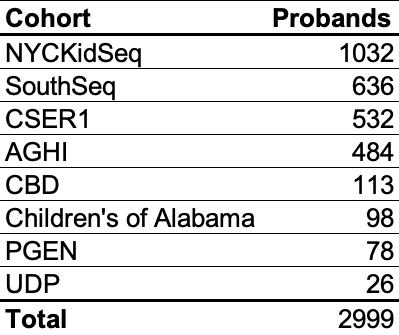 Cohort Probands
NYCKidSeq 1032
SouthSeq 636
CSER1 532
AGHI 484
CBD 113
Children's of Alabama 98
PGEN 78
UDP 26
Total 2999